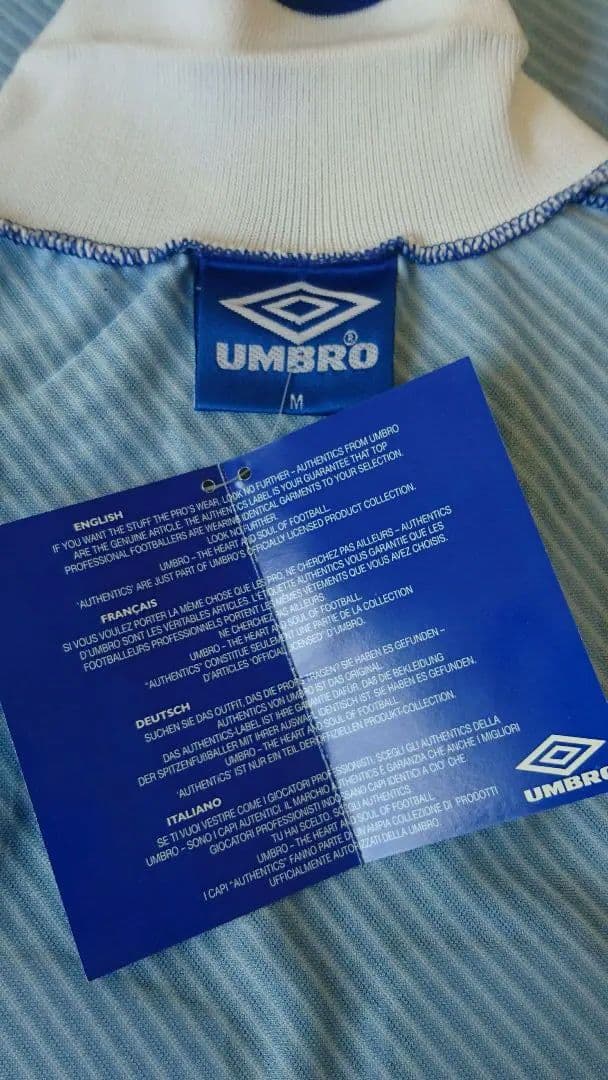 UMBRO®
M
ENGLISH
IF YOU WANT THE STUFF THE PRO'S WEAR, LOOK NO FURTHER – AUTHENTICS FROM UMBRO
ARE THE GENUINE ARTICLE. THE AUTHENTICS LABEL IS YOUR GUARANTEE THAT TOP
PROFESSIONAL FOOTBALLERS ARE WEARING IDENTICAL GARMENTS TO YOUR SELECTION.
LOOK NO FURTHER.
UMBRO – THE HEART AND SOUL OF FOOTBALL
'AUTHENTICS' ARE JUST PART OF UMBRO'S OFFICIALLY LICENSED PRODUCT COLLECTION.
FRANÇAIS
SI VOUS VOULEZ PORTER LA MÊME CHOSE QUE LES PRO, NE CHERCHEZ PAS AILLEURS – AUTHENTICS
D'UMBRO SONT LES VERITABLES ARTICLES. L'ÉTIQUETTE AUTHENTICS VOUS GARANTIE QUE LES
FOOTBALLEURS PROFESSIONNELS PORTENT LES MÊMES VÊTEMENTS QUE VOUS AVEZ CHOISIS.
NE CHERCHEZ PAS AILLEURS
UMBRO – THE HEART AND SOUL OF FOOTBALL.
"AUTHENTICS" CONSTITUE SEULEMENT UNE PARTIE DE LA COLLECTION
D'ARTICLES 'OFFICIAL LICENSED' D'UMBRO.
DEUTSCH
SUCHEN SIE DAS OUTFIT, DAS DIE PROFIS TRAGEN? SIE HABEN ES GEFUNDEN –
AUTHENTICS VON UMBRO IST DAS ORIGINAL.
DAS AUTHENTICS-LABEL IST IHRE GARANTIE DAFÜR, DAS DIE BEKLEIDUNG
DER SPITZENFUßBALLER MIT IHRER AUSWAHL IDENTISCH IST, SIE HABEN ES GEFUNDEN.
UMBRO – THE HEART AND SOUL OF FOOTBALL
'AUTHENTICS' IST NUR EIN TEIL DER OFFIZIELLEN PRODUKT-COLLECTION.
ITALIANO
SE TI VUOI VESTIRE COME I GIOCATORI PROFESSIONISTI, SCEGLI GLI AUTHENTICS DELLA
UMBRO – SONO I CAPI AUTENTICI. IL MARCHIO AUTHENTICS È GARANZIA CHE ANCHE I MIGLIORI
GIOCATORI PROFESSIONISTI INDOSSANO CAPI IDENTICI A CIO' CHE
TU HAI SCELTO. SCEGLI AUTHENTICS
UMBRO – THE HEART AND SOUL OF FOOTBALL
I CAPI "AUTHENTICS" FANNO PARTE DI UN'AMPIA COLLEZIONE DI PRODOTTI
UFFICIALMENTE AUTORIZZATI DELLA UMBRO.
UMBRO